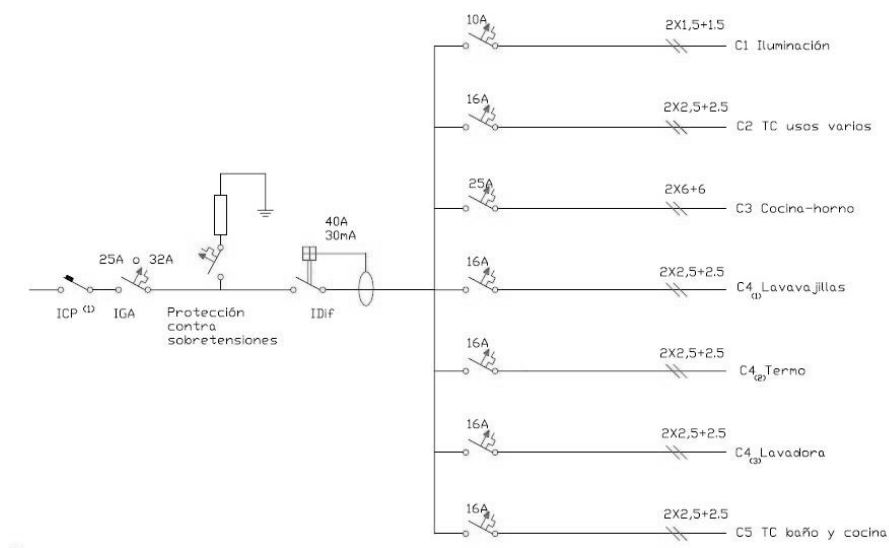 10A
2X1,5+1.5
C1 Iluminación
16A
2X2,5+2.5
C2 TC usos varios
25A
2X6+6
C3 Cocina-horno
40A
30mA
25A o 32A
ICP (1)
IGA
Protección
contra
sobretensiones
IDif
16A
2X2,5+2.5
C4(1) Lavavajillas
16A
2X2,5+2.5
C4(2) Termo
16A
2X2,5+2.5
C4(3) Lavadora
16A
2X2,5+2.5
C5 TC baño y cocina